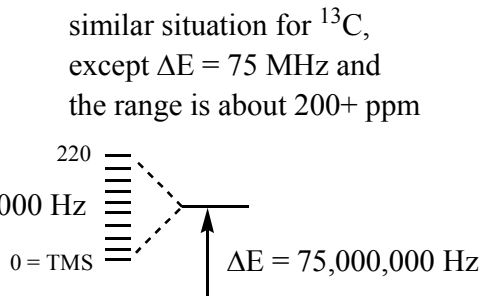 similar situation for ¹³C,
except ΔE = 75 MHz and
the range is about 200+ ppm
220
000 Hz
0 = TMS
ΔE = 75,000,000 Hz